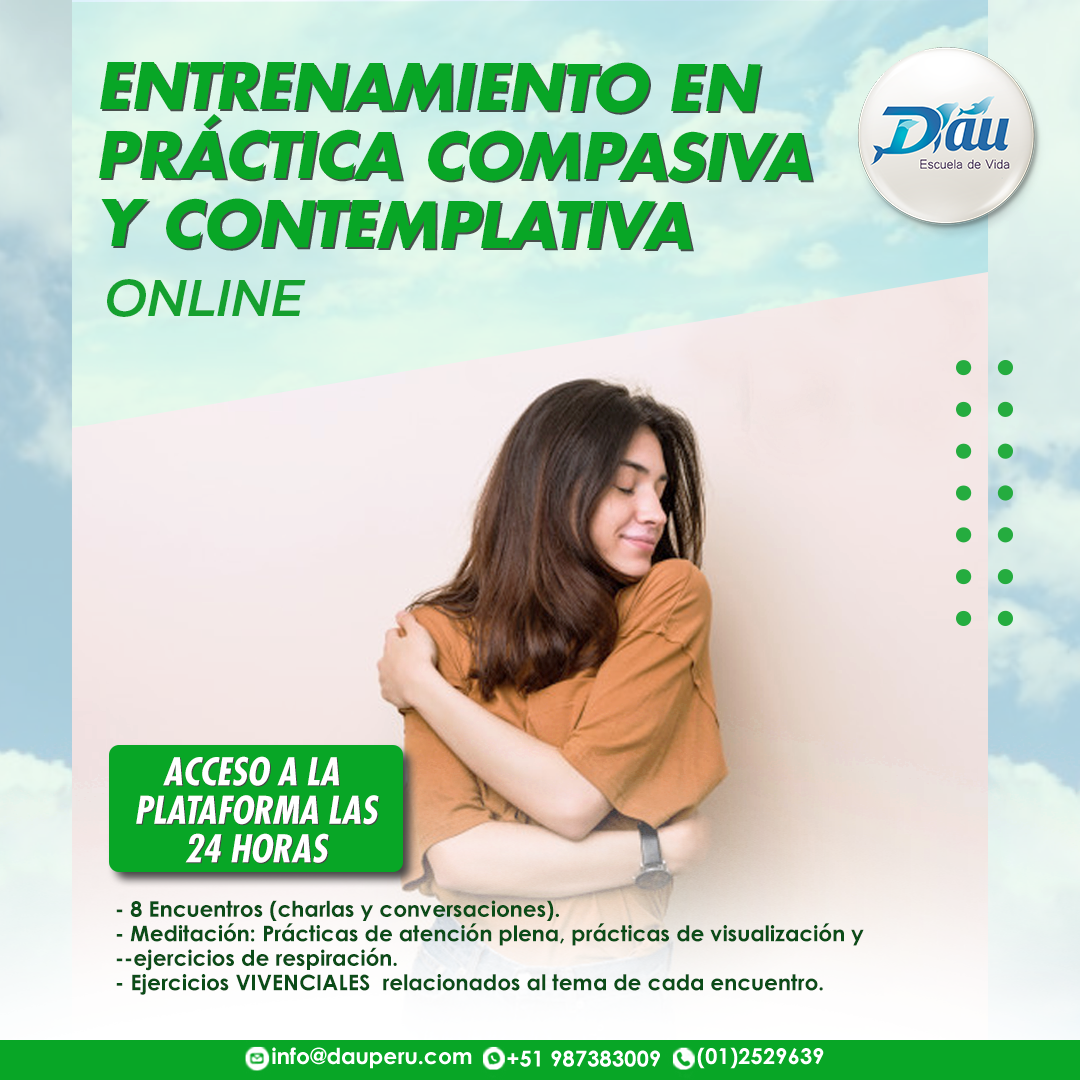 ENTRENAMIENTO EN
PRÁCTICA COMPASIVA
Y CONTEMPLATIVA
ONLINE
Dau
Escuela de Vida
ACCESO A LA
PLATAFORMA LAS
24 HORAS
- 8 Encuentros (charlas y conversaciones).
- Meditación: Prácticas de atención plena, prácticas de visualización y
--ejercicios de respiración.
- Ejercicios VIVENCIALES  relacionados al tema de cada encuentro.
info@dauperu.com +51 987383009 (01)2529639